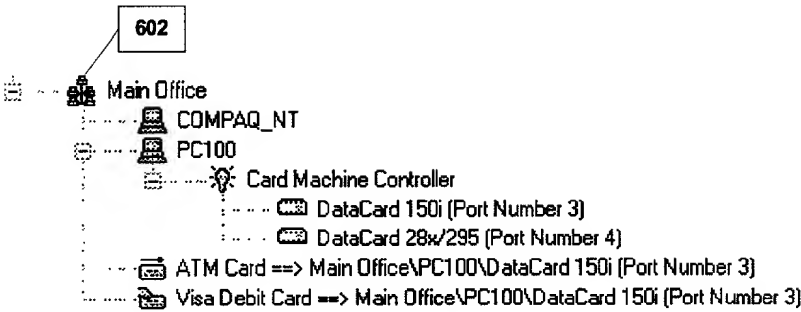 602
Main Office
COMPAQ_NT
PC100
Card Machine Controller
DataCard 150i (Port Number 3)
DataCard 28x/295 (Port Number 4)
ATM Card ==> Main Office\PC100\DataCard 150i (Port Number 3)
Visa Debit Card ==> Main Office\PC100\DataCard 150i (Port Number 3)